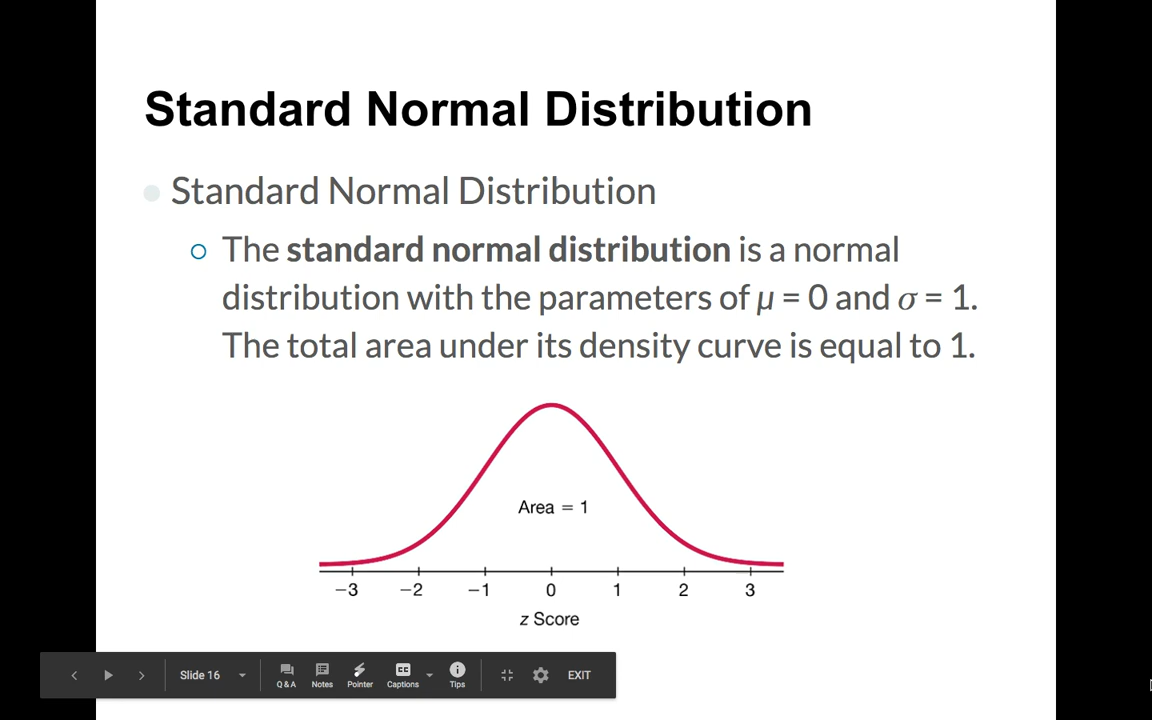 Standard Normal Distribution
Standard Normal Distribution
The standard normal distribution is a normal
distribution with the parameters of μ = 0 and σ = 1.
The total area under its density curve is equal to 1.
Area = 1
−3 −2 −1 0 1 2 3
z Score
Slide 16 Q&A Notes Pointer CC Captions Tips EXIT